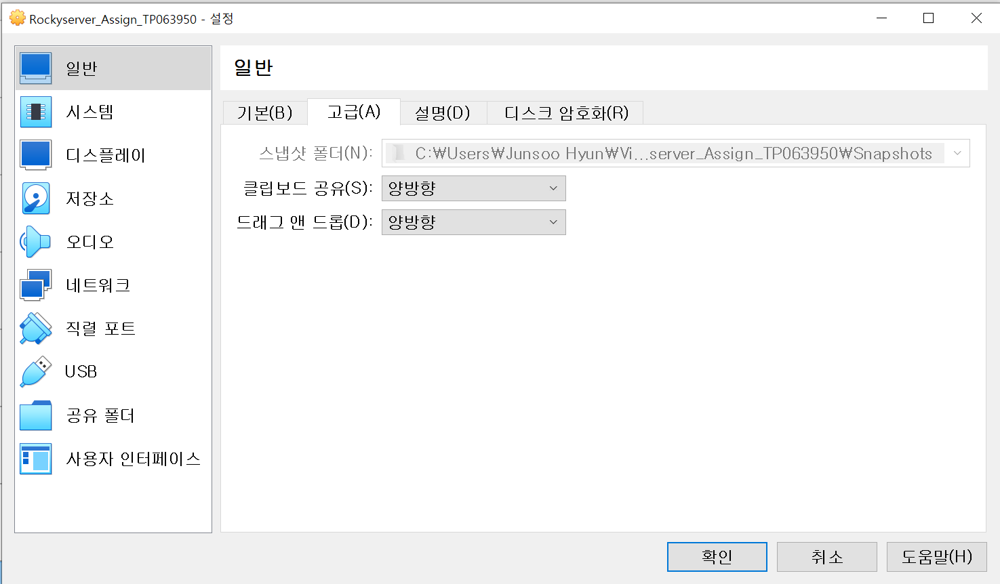 Rockyserver_Assign_TP063950 - 설정
일반
시스템
디스플레이
저장소
오디오
네트워크
직렬 포트
USB
공유 폴더
사용자 인터페이스
일반
기본(B) 고급(A) 설명(D) 디스크 암호화(R)
스냅샷 폴더(N): C:₩Users₩Junsoo Hyun₩Vi...server_Assign_TP063950₩Snapshots
클립보드 공유(S): 양방향
드래그 앤 드롭(D): 양방향
확인 취소 도움말(H)